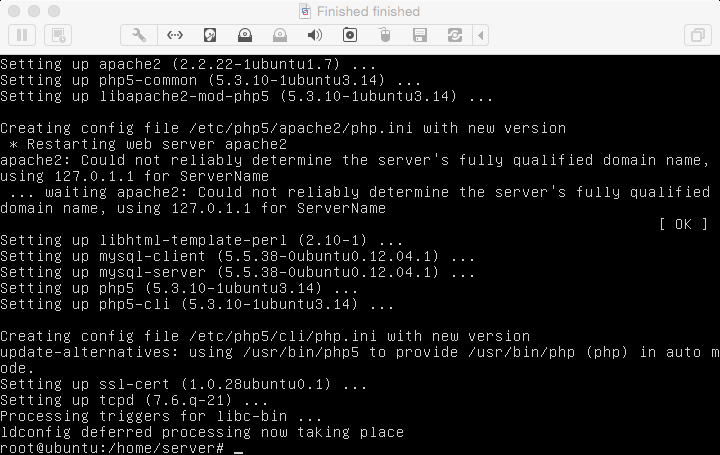 Finished finished
Setting up apache2 (2.2.22-1ubuntu1.7) ...
Setting up php5-common (5.3.10-1ubuntu3.14) ...
Setting up libapache2-mod-php5 (5.3.10-1ubuntu3.14) ...
Creating config file /etc/php5/apache2/php.ini with new version
 * Restarting web server apache2
apache2: Could not reliably determine the server's fully qualified domain name,
using 127.0.1.1 for ServerName
 ... waiting apache2: Could not reliably determine the server's fully qualified
domain name, using 127.0.1.1 for ServerName
[ OK ]
Setting up libhtml-template-perl (2.10-1) ...
Setting up mysql-client (5.5.38-0ubuntu0.12.04.1) ...
Setting up mysql-server (5.5.38-0ubuntu0.12.04.1) ...
Setting up php5 (5.3.10-1ubuntu3.14) ...
Setting up php5-cli (5.3.10-1ubuntu3.14) ...
Creating config file /etc/php5/cli/php.ini with new version
update-alternatives: using /usr/bin/php5 to provide /usr/bin/php (php) in auto m
ode.
Setting up ssl-cert (1.0.28ubuntu0.1) ...
Setting up tcpd (7.6.q-21) ...
Processing triggers for libc-bin ...
ldconfig deferred processing now taking place
root@ubuntu:/home/server# _